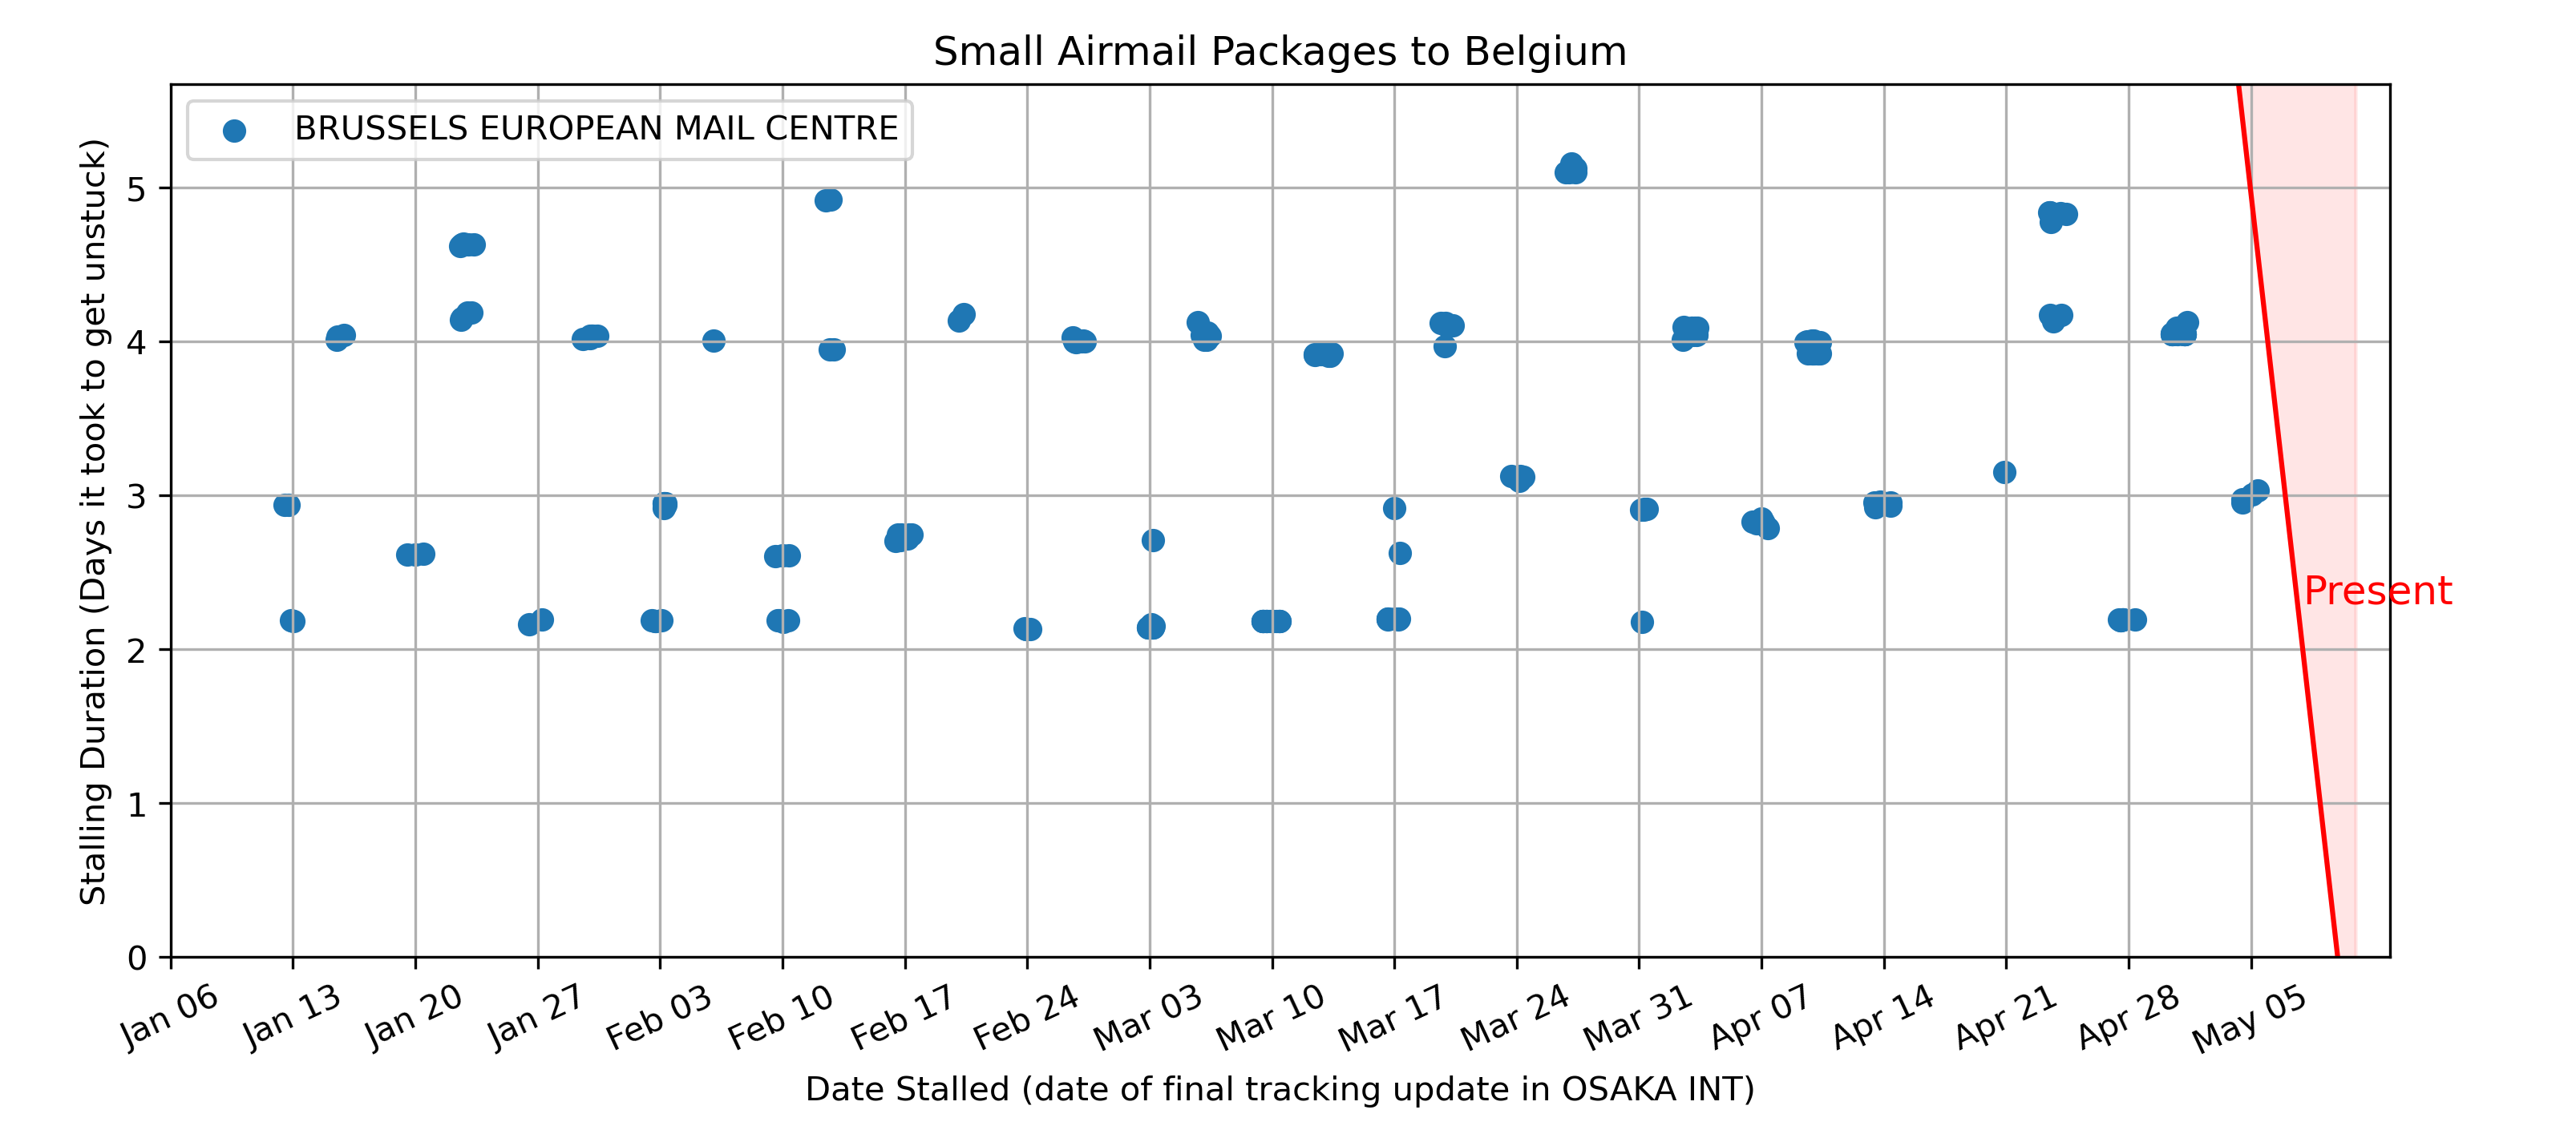 Small Airmail Packages to Belgium
BRUSSELS EUROPEAN MAIL CENTRE
Stalling Duration (Days it took to get unstuck)
5
4
3
2
1
0
Present
Jan 06 Jan 13 Jan 20 Jan 27 Feb 03 Feb 10 Feb 17 Feb 24 Mar 03 Mar 10 Mar 17 Mar 24 Mar 31 Apr 07 Apr 14 Apr 21 Apr 28 May 05
Date Stalled (date of final tracking update in OSAKA INT)